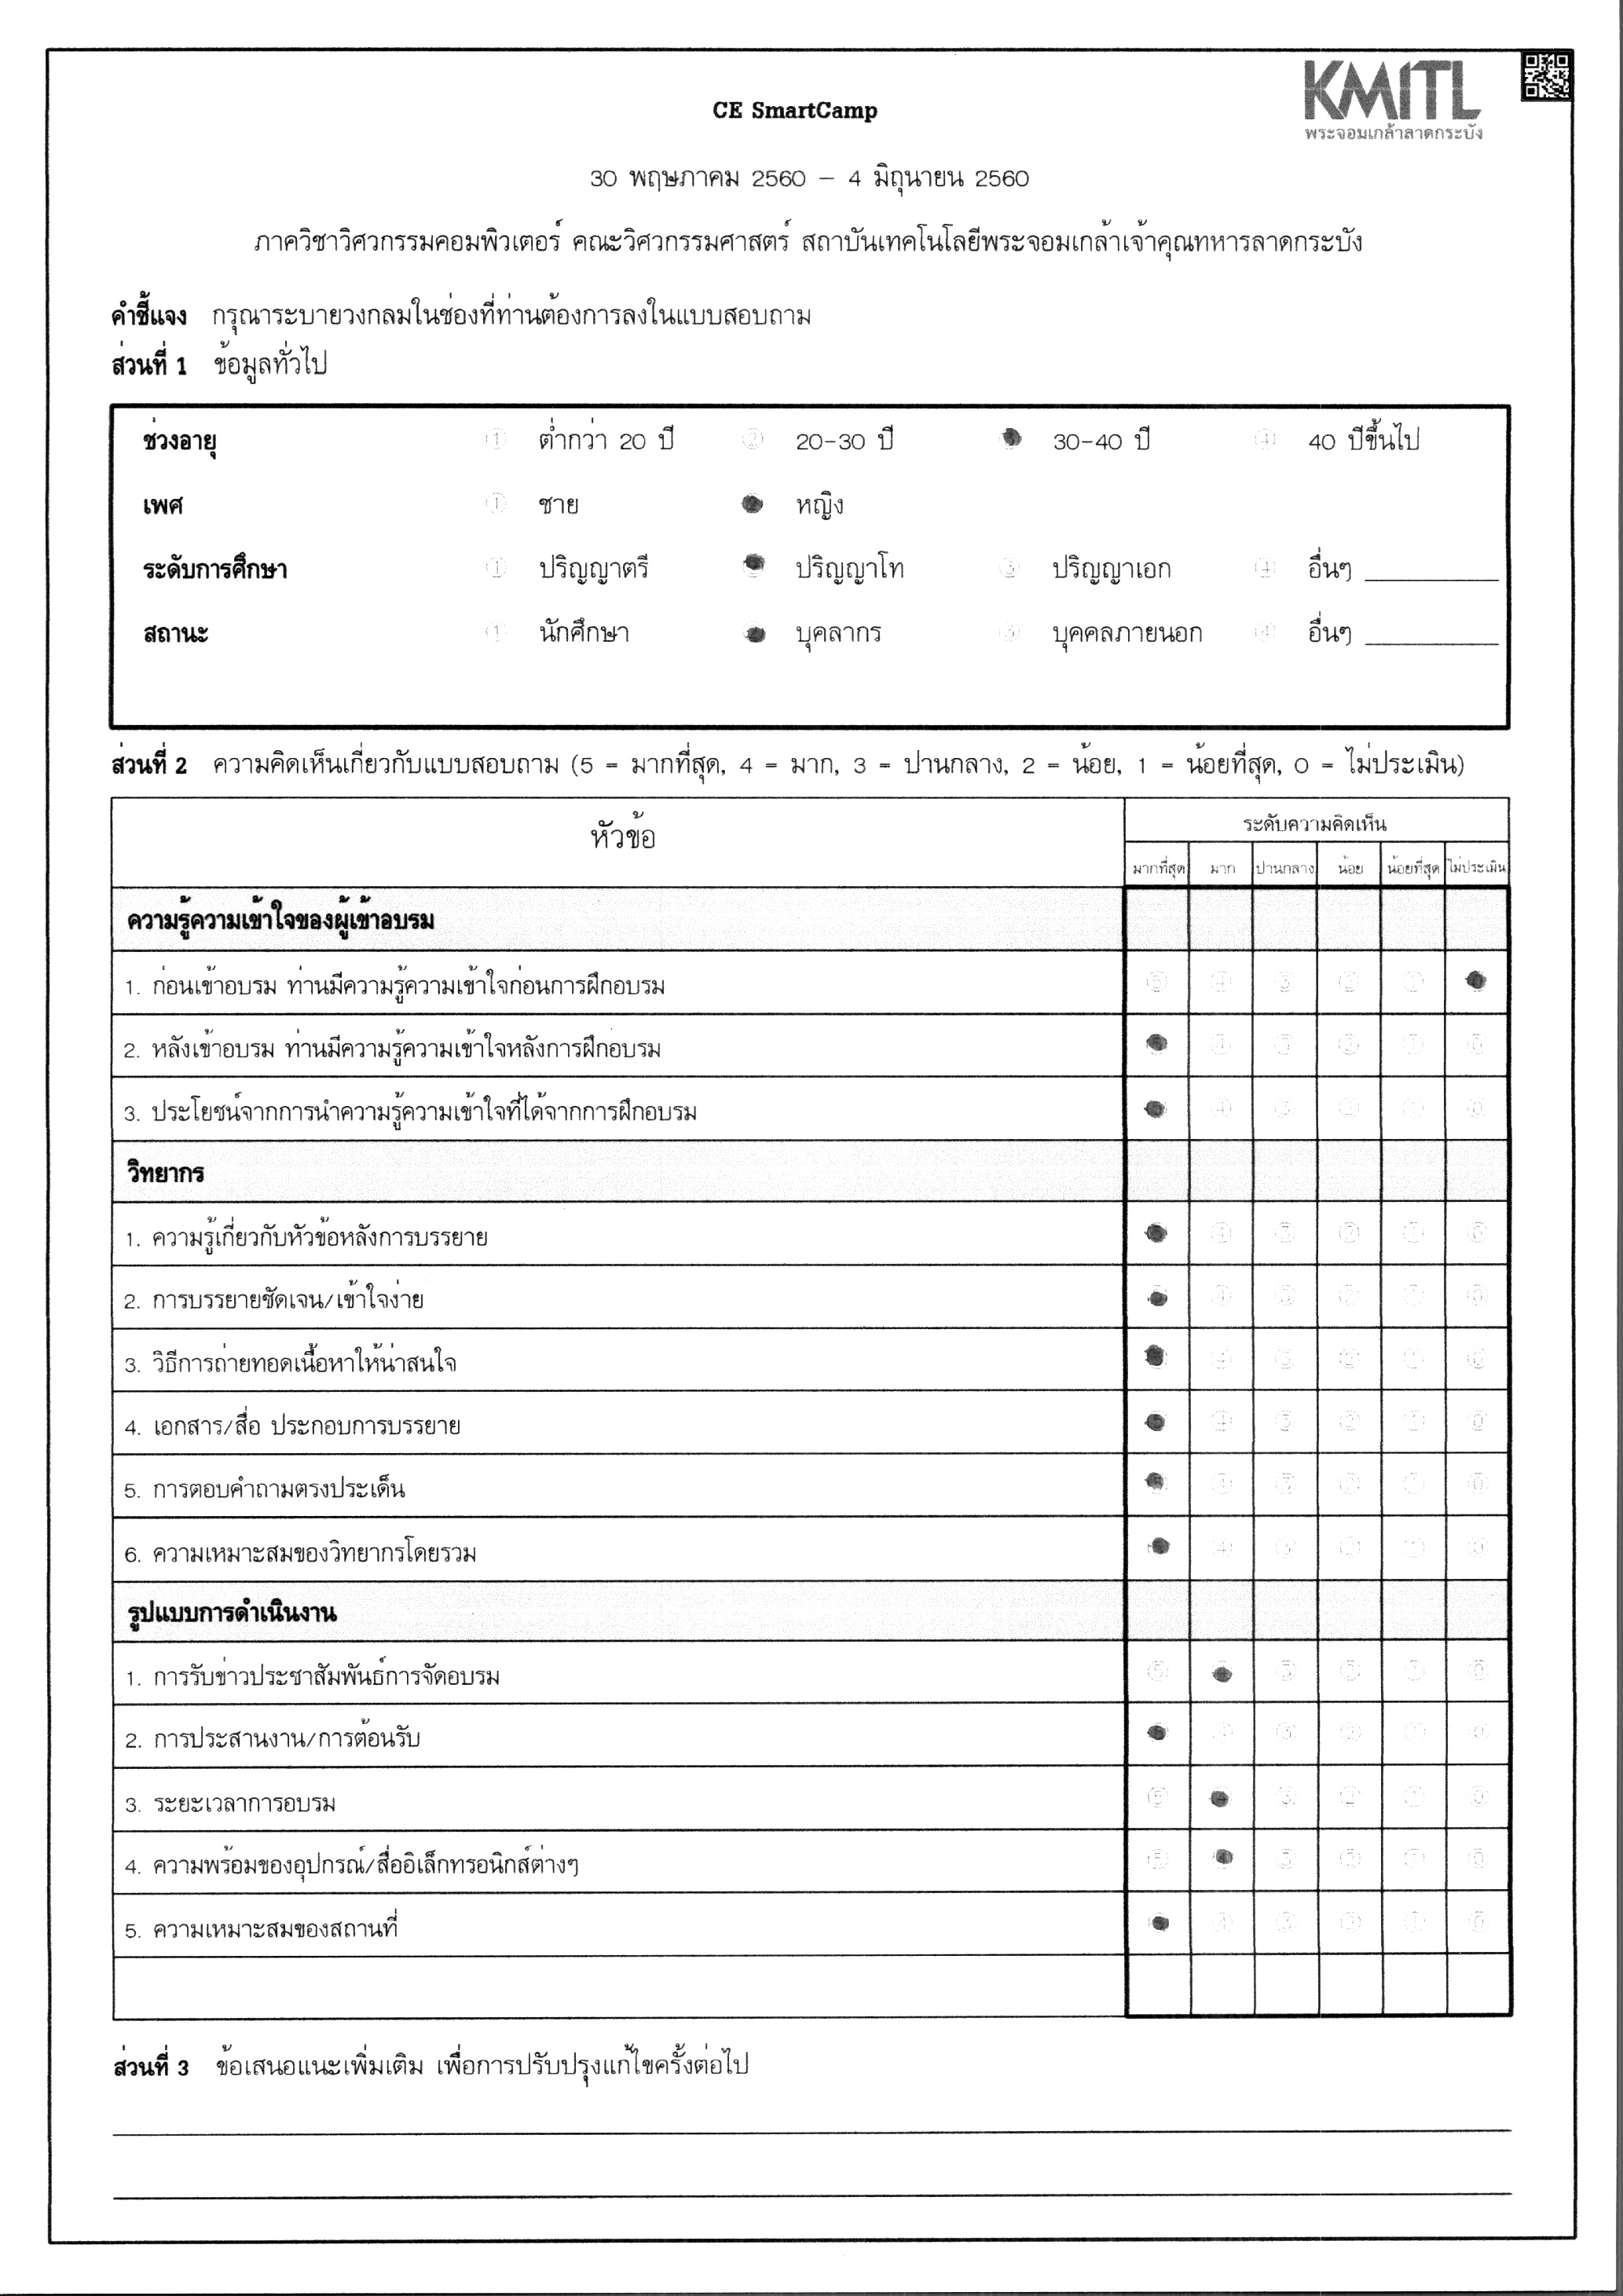 KMITL
พระจอมเกล้าลาดกระบัง
CE SmartCamp
30 พฤษภาคม 2560 – 4 มิถุนายน 2560
ภาควิชาวิศวกรรมคอมพิวเตอร์ คณะวิศวกรรมศาสตร์ สถาบันเทคโนโลยีพระจอมเกล้าเจ้าคุณทหารลาดกระบัง
คำชี้แจง กรุณาระบายวงกลมในช่องที่ท่านต้องการลงในแบบสอบถาม
ส่วนที่ 1 ข้อมูลทั่วไป
ช่วงอายุ 1 ต่ำกว่า 20 ปี 2 20-30 ปี 30-40 ปี 4 40 ปีขึ้นไป
เพศ 1 ชาย หญิง
ระดับการศึกษา 1 ปริญญาตรี ปริญญาโท 3 ปริญญาเอก 4 อื่นๆ
สถานะ 1 นักศึกษา บุคลากร 3 บุคคลภายนอก 4 อื่นๆ
ส่วนที่ 2 ความคิดเห็นเกี่ยวกับแบบสอบถาม (5 = มากที่สุด, 4 = มาก, 3 = ปานกลาง, 2 = น้อย, 1 = น้อยที่สุด, 0 = ไม่ประเมิน)
หัวข้อ ระดับความคิดเห็น
มากที่สุด มาก ปานกลาง น้อย น้อยที่สุด ไม่ประเมิน
ความรู้ความเข้าใจของผู้เข้าอบรม
1. ก่อนเข้าอบรม ท่านมีความรู้ความเข้าใจก่อนการฝึกอบรม 5 4 3 2 1
2. หลังเข้าอบรม ท่านมีความรู้ความเข้าใจหลังการฝึกอบรม 4 3 2 1 0
3. ประโยชน์จากการนำความรู้ความเข้าใจที่ได้จากการฝึกอบรม 4 3 2 1 0
วิทยากร
1. ความรู้เกี่ยวกับหัวข้อหลังการบรรยาย 4 3 2 1 0
2. การบรรยายชัดเจน/เข้าใจง่าย 4 3 2 1 0
3. วิธีการถ่ายทอดเนื้อหาให้น่าสนใจ 4 3 2 1 0
4. เอกสาร/สื่อ ประกอบการบรรยาย 4 3 2 1 0
5. การตอบคำถามตรงประเด็น 4 3 2 1 0
6. ความเหมาะสมของวิทยากรโดยรวม 4 3 2 1 0
รูปแบบการดำเนินงาน
1. การรับข่าวประชาสัมพันธ์การจัดอบรม 5 3 2 1 0
2. การประสานงาน/การต้อนรับ 4 3 2 1 0
3. ระยะเวลาการอบรม 5 3 2 1 0
4. ความพร้อมของอุปกรณ์/สื่ออิเล็กทรอนิกส์ต่างๆ 5 3 2 1 0
5. ความเหมาะสมของสถานที่ 4 3 2 1 0
ส่วนที่ 3 ข้อเสนอแนะเพิ่มเติม เพื่อการปรับปรุงแก้ไขครั้งต่อไป